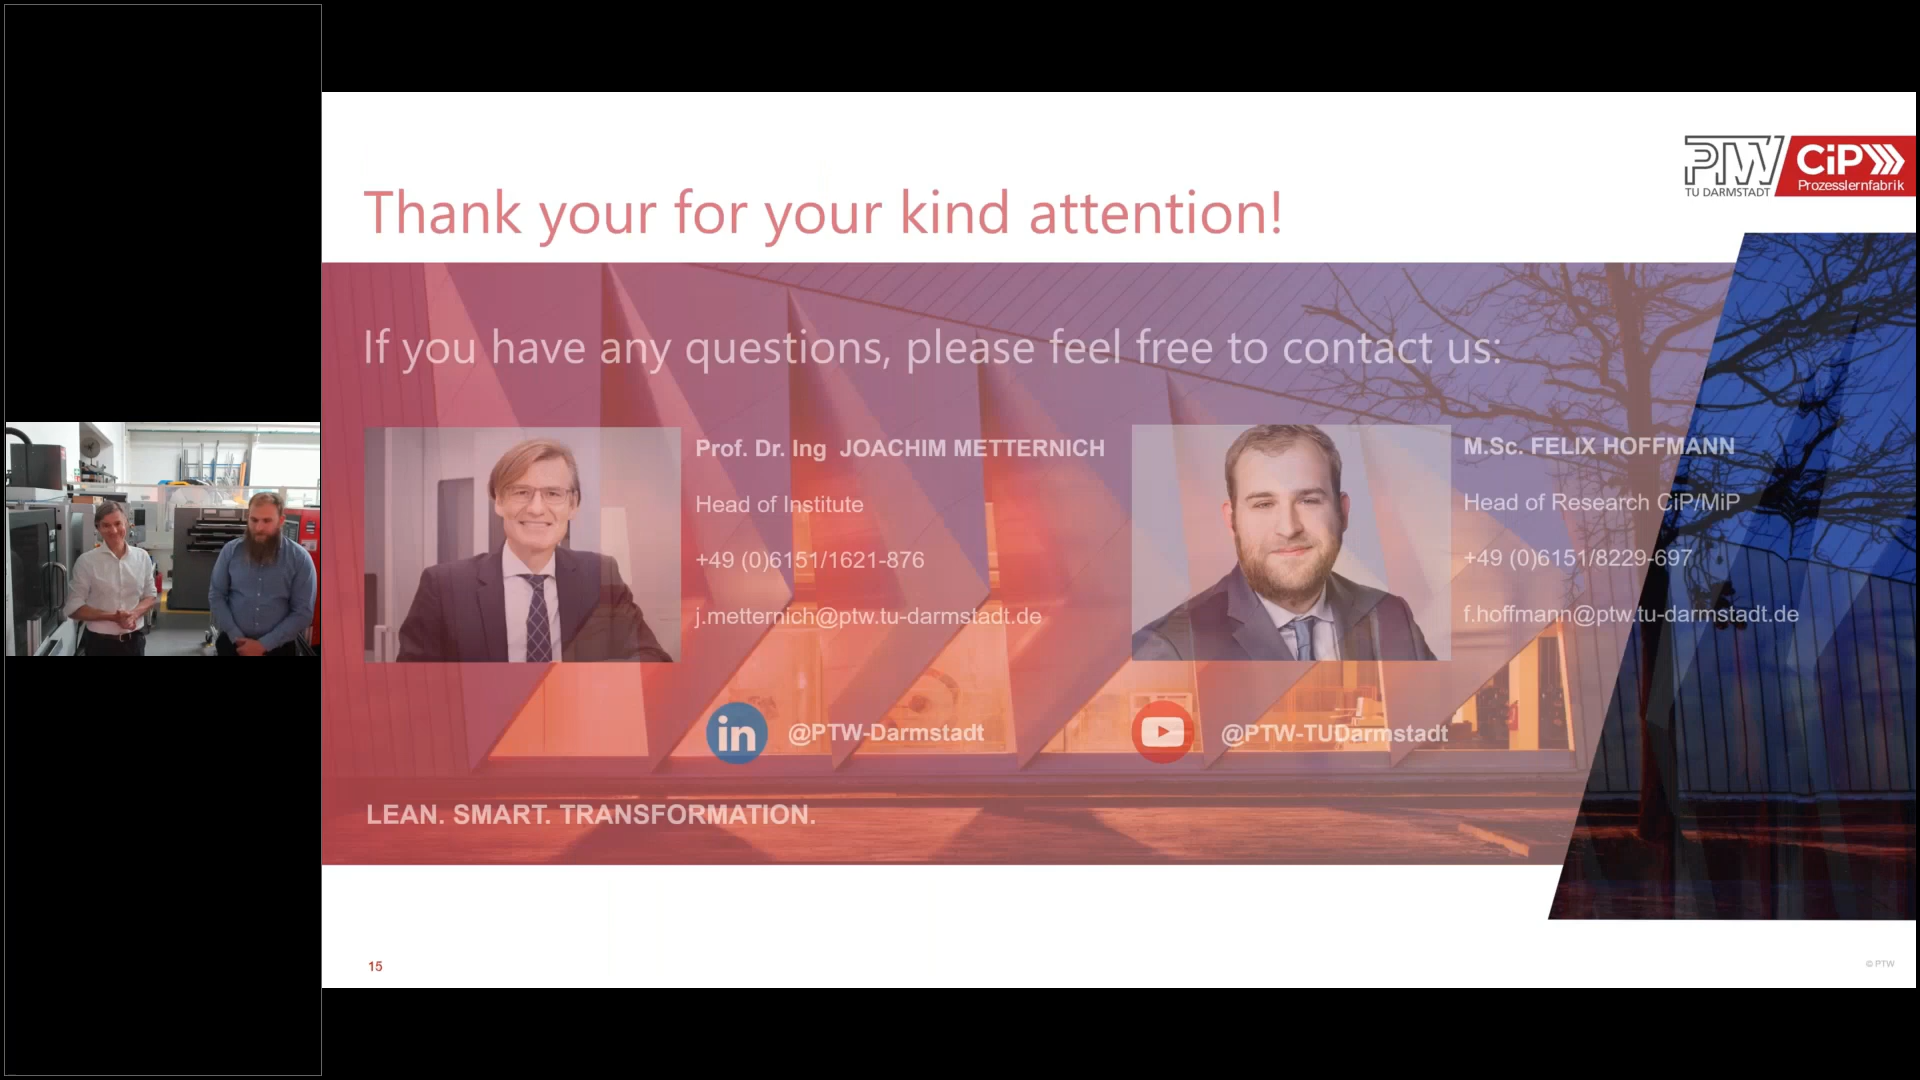 PTW
TU DARMSTADT
CiP
Prozesslernfabrik
Thank your for your kind attention!
If you have any questions, please feel free to contact us:
Prof. Dr. Ing  JOACHIM METTERNICH
Head of Institute
+49 (0)6151/1621-876
j.metternich@ptw.tu-darmstadt.de
M.Sc. FELIX HOFFMANN
Head of Research CiP/MiP
+49 (0)6151/8229-697
f.hoffmann@ptw.tu-darmstadt.de
in
@PTW-Darmstadt
@PTW-TUDarmstadt
LEAN. SMART. TRANSFORMATION.
15
© PTW